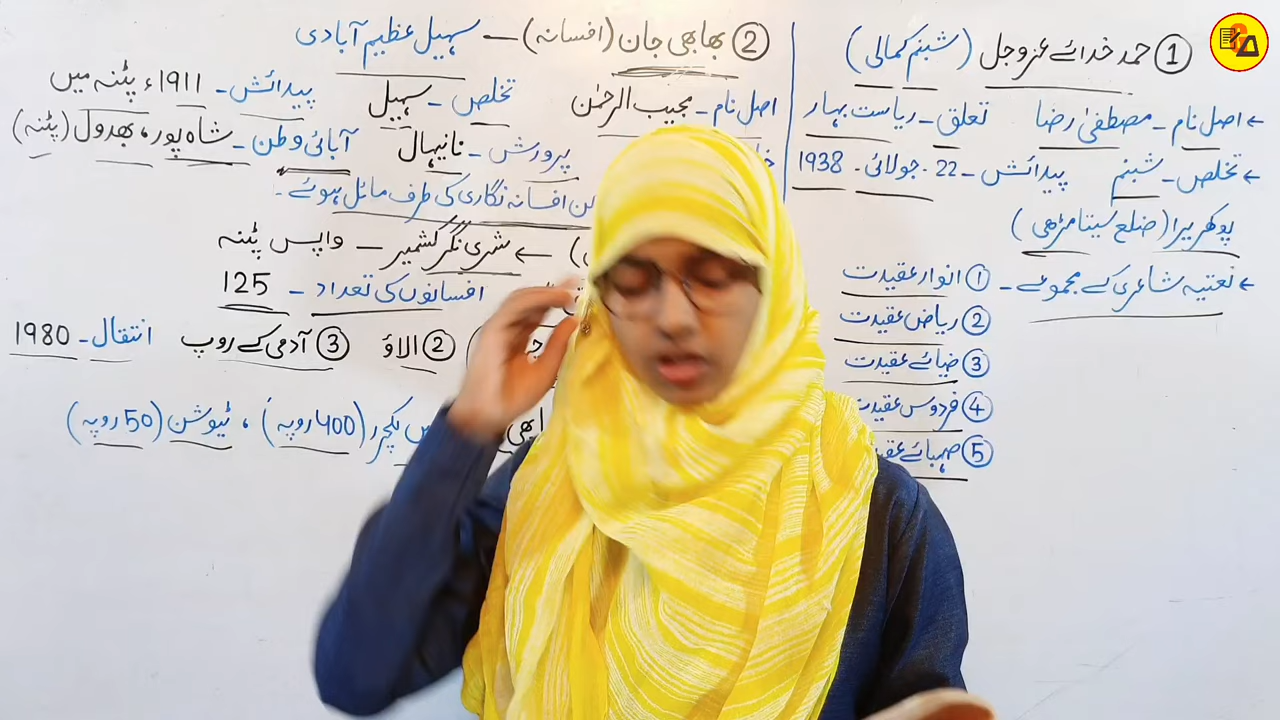 ① حمد خدائے عزوجل (شبنم کمالی)
← اصل نام - مصطفیٰ رضا تعلق - ریاست بہار
← تخلص - شبنم پیدائش - 22 - جولائی - 1938
پوکھریرا (ضلع سیتامڑھی)
← نعتیہ شاعری کے مجموعے -
① انوار عقیدت
② ریاض عقیدت
③ ضیائے عقیدت
④ فردوس عقیدت
⑤ صہبائے
② بھابھی جان (افسانہ) - سہیل عظیم آبادی
اصل نام - مجیب الرحمٰن تخلص - سہیل پیدائش - 1911ء پٹنہ میں
پرورش - نانیہال آبائی وطن - شاہ پور، بھدول (پٹنہ)
افسانہ نگاری کی طرف مائل ہوئے -
← شری نگر کشمیر - واپس پٹنہ
افسانوں کی تعداد - 125
② الاؤ ③ آدمی کے روپ انتقال - 1980
لکچرر (400 روپہ) ، ٹیوشن (50 روپہ)